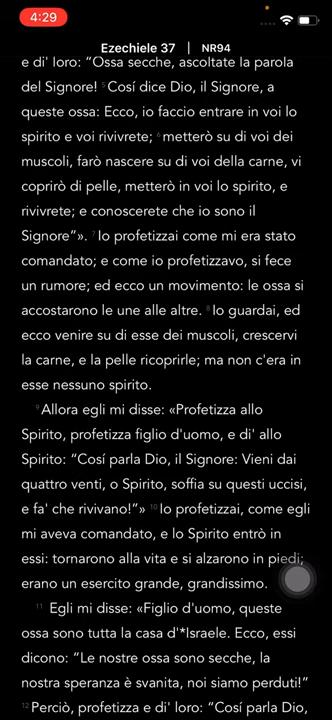 4:29
Ezechiele 37 | NR94
e di' loro: “Ossa secche, ascoltate la parola
del Signore! 5 Cosí dice Dio, il Signore, a
queste ossa: Ecco, io faccio entrare in voi lo
spirito e voi rivivrete; 6 metterò su di voi dei
muscoli, farò nascere su di voi della carne, vi
coprirò di pelle, metterò in voi lo spirito, e
rivivrete; e conoscerete che io sono il
Signore”». 7 Io profetizzai come mi era stato
comandato; e come io profetizzavo, si fece
un rumore; ed ecco un movimento: le ossa si
accostarono le une alle altre. 8 Io guardai, ed
ecco venire su di esse dei muscoli, crescervi
la carne, e la pelle ricoprirle; ma non c'era in
esse nessuno spirito.
9 Allora egli mi disse: «Profetizza allo
Spirito, profetizza figlio d'uomo, e di' allo
Spirito: “Cosí parla Dio, il Signore: Vieni dai
quattro venti, o Spirito, soffia su questi uccisi,
e fa' che rivivano!”» 10 Io profetizzai, come egli
mi aveva comandato, e lo Spirito entrò in
essi: tornarono alla vita e si alzarono in piedi;
erano un esercito grande, grandissimo.
11 Egli mi disse: «Figlio d'uomo, queste
ossa sono tutta la casa d'*Israele. Ecco, essi
dicono: “Le nostre ossa sono secche, la
nostra speranza è svanita, noi siamo perduti!”
12 Perciò, profetizza e di' loro: “Cosí parla Dio,